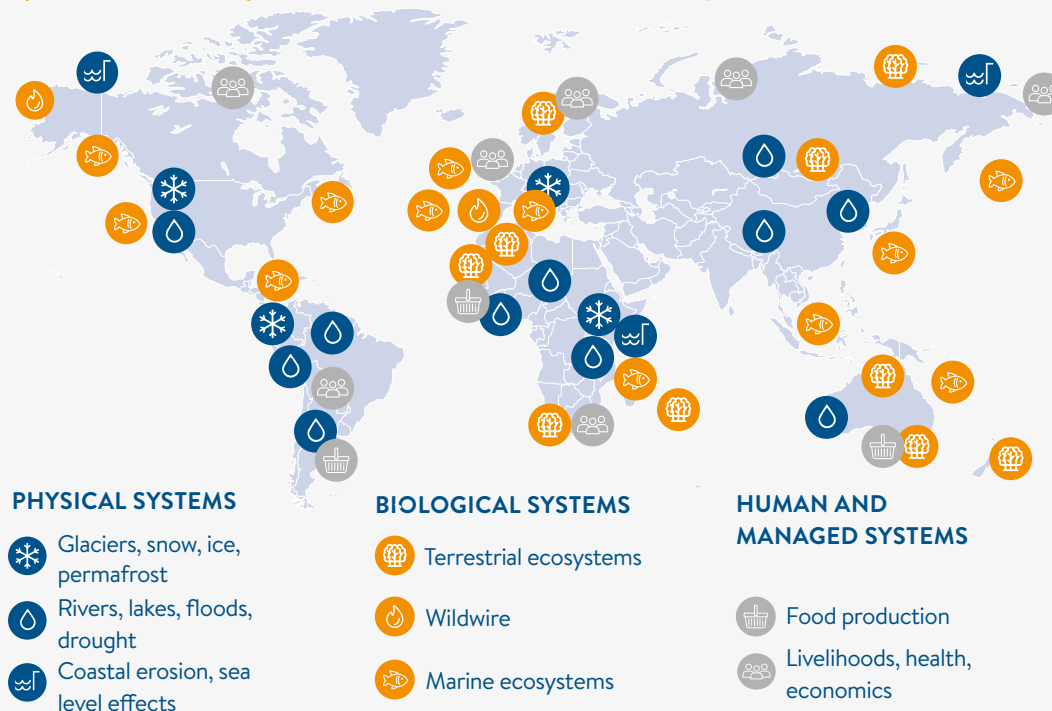 PHYSICAL SYSTEMS
Glaciers, snow, ice,
permafrost
Rivers, lakes, floods,
drought
Coastal erosion, sea
level effects
BIOLOGICAL SYSTEMS
Terrestrial ecosystems
Wildwire
Marine ecosystems
HUMAN AND
MANAGED SYSTEMS
Food production
Livelihoods, health,
economics